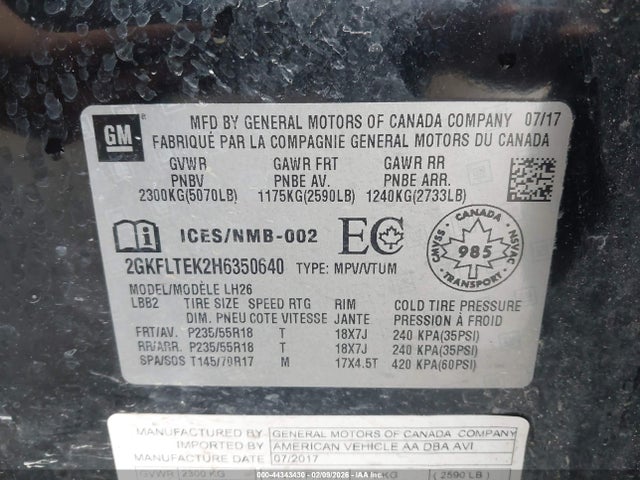 GM
MFD BY GENERAL MOTORS OF CANADA COMPANY 07/17
FABRIQUÉ PAR LA COMPAGNIE GENERAL MOTORS DU CANADA
GVWR GAWR FRT GAWR RR
PNBV PNBE AV. PNBE ARR.
2300KG(5070LB) 1175KG(2590LB) 1240KG(2733LB)
ICES/NMB-002 EC
CANADA
CMVSS 985 NSVAC
TRANSPORT
2GKFLTEK2H6350640 TYPE: MPV/VTUM
MODEL/MODÈLE LH26
LBB2 TIRE SIZE SPEED RTG RIM COLD TIRE PRESSURE
DIM. PNEU COTE VITESSE JANTE PRESSION À FROID
FRT/AV. P235/55R18 T 18X7J 240 KPA(35PSI)
RR/ARR. P235/55R18 T 18X7J 240 KPA(35PSI)
SPA/SOS T145/70R17 M 17X4.5T 420 KPA(60PSI)
MANUFACTURED BY GENERAL MOTORS OF CANADA COMPANY
IMPORTED BY AMERICAN VEHICLE AA DBA AVI
MANUFACTURE DATE 07/2017
GVWR 2300 KG KG (2590 LB)
000-44343430 - 02/09/2026 - IAA Inc.